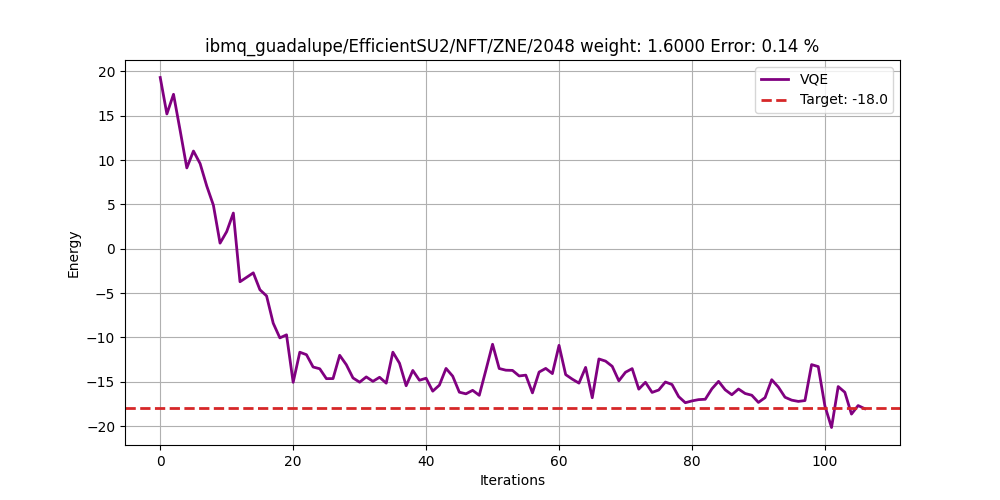 ibmq_guadalupe/EfficientSU2/NFT/ZNE/2048 weight: 1.6000 Error: 0.14 %
VQE
Target: -18.0
20
15
10
5
0
−5
−10
−15
−20
Energy
0 20 40 60 80 100
Iterations